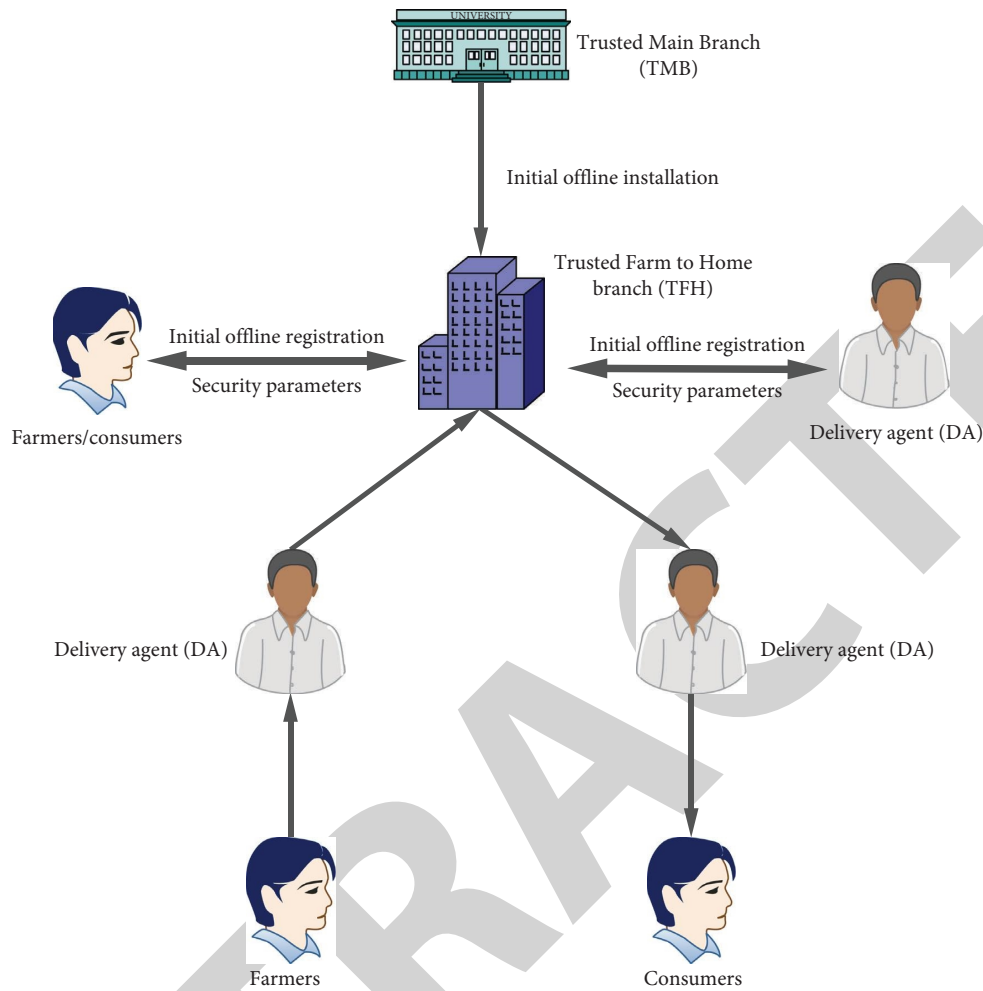 UNIVERSITY
Trusted Main Branch
(TMB)
Initial offline installation
Trusted Farm to Home
branch (TFH)
Initial offline registration
Security parameters
Initial offline registration
Security parameters
Farmers/consumers
Delivery agent (DA)
Delivery agent (DA)
Delivery agent (DA)
Farmers
Consumers
TRACT